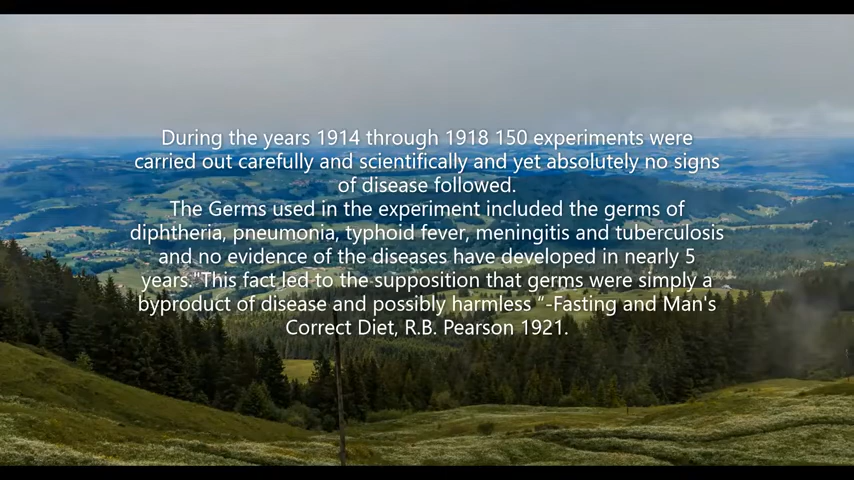 During the years 1914 through 1918 150 experiments were
carried out carefully and scientifically and yet absolutely no signs
of disease followed.
The Germs used in the experiment included the germs of
diphtheria, pneumonia, typhoid fever, meningitis and tuberculosis
and no evidence of the diseases have developed in nearly 5
years."This fact led to the supposition that germs were simply a
byproduct of disease and possibly harmless “-Fasting and Man's
Correct Diet, R.B. Pearson 1921.